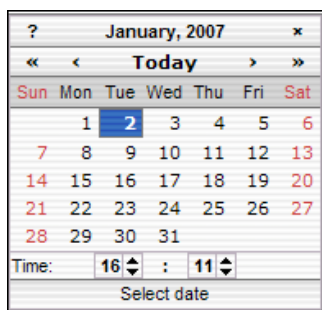 ? January, 2007 ×
« ‹ Today › »
Sun Mon Tue Wed Thu Fri Sat
1 2 3 4 5 6
7 8 9 10 11 12 13
14 15 16 17 18 19 20
21 22 23 24 25 26 27
28 29 30 31
Time: 16 : 11
Select date